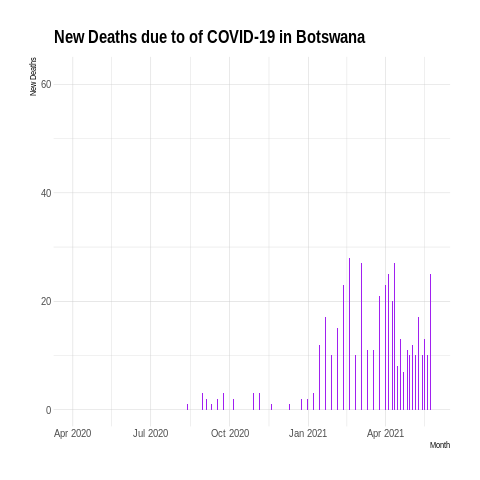 New Deaths due to of COVID-19 in Botswana
New Deaths
60
40
20
0
Apr 2020 Jul 2020 Oct 2020 Jan 2021 Apr 2021
Month